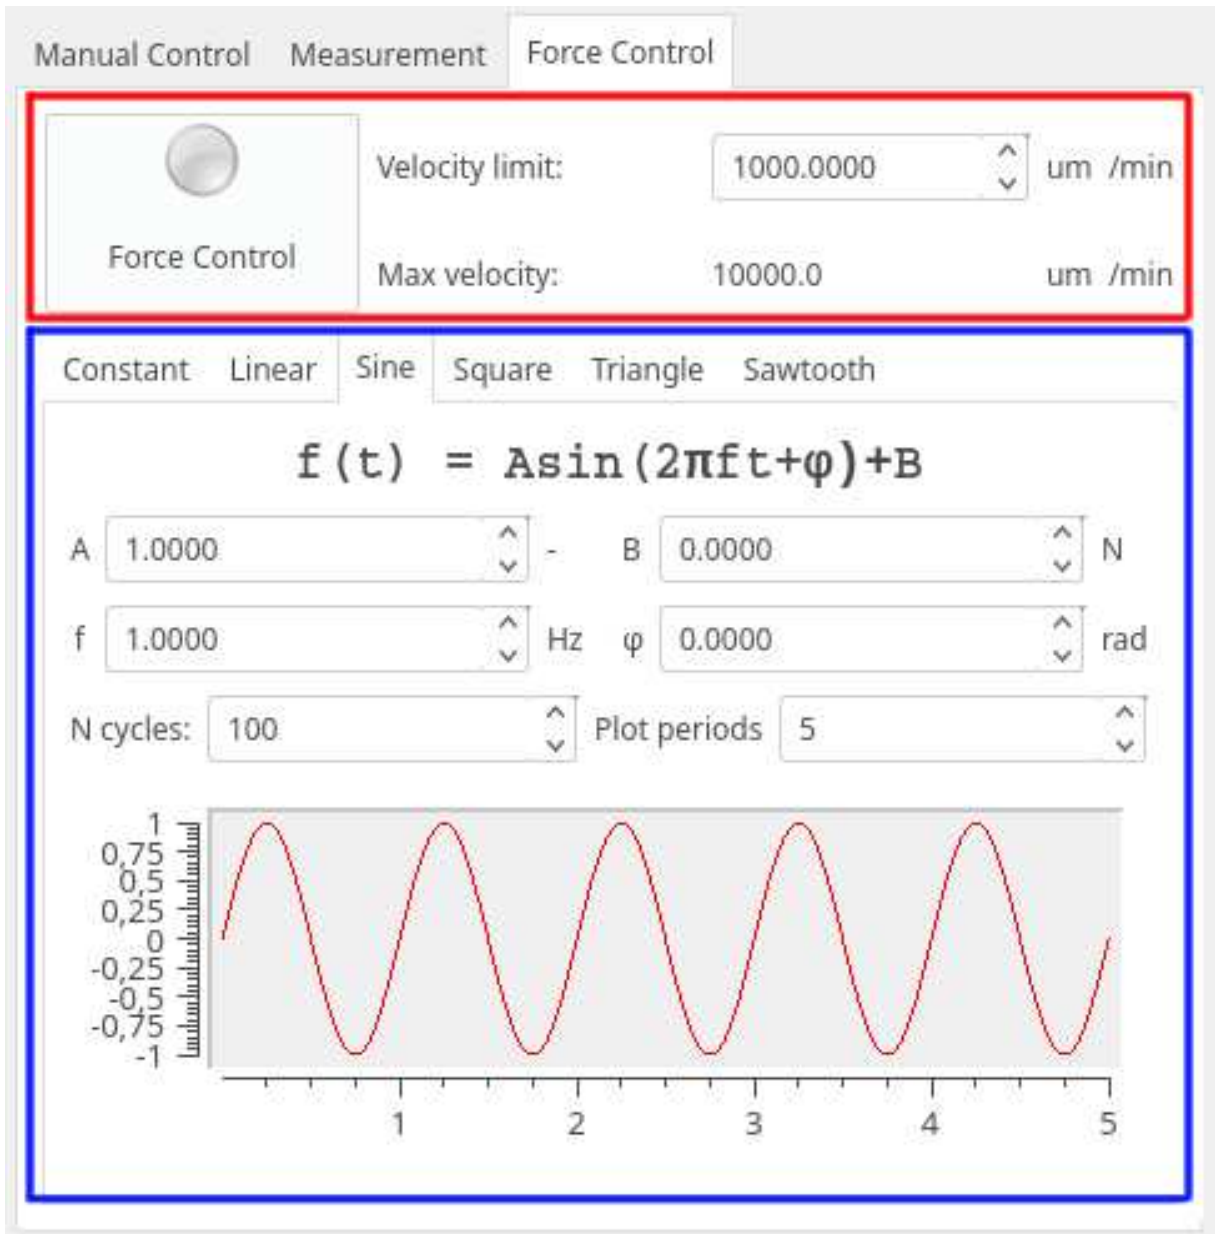 Manual Control Measurement Force Control
Velocity limit: 1000.0000 um /min
Force Control
Max velocity: 10000.0 um /min
Constant Linear Sine Square Triangle Sawtooth
f(t) = Asin(2πft+φ)+B
A 1.0000 - B 0.0000 N
f 1.0000 Hz φ 0.0000 rad
N cycles: 100 Plot periods 5
1
0,75
0,5
0,25
0
-0,25
-0,5
-0,75
-1
1 2 3 4 5